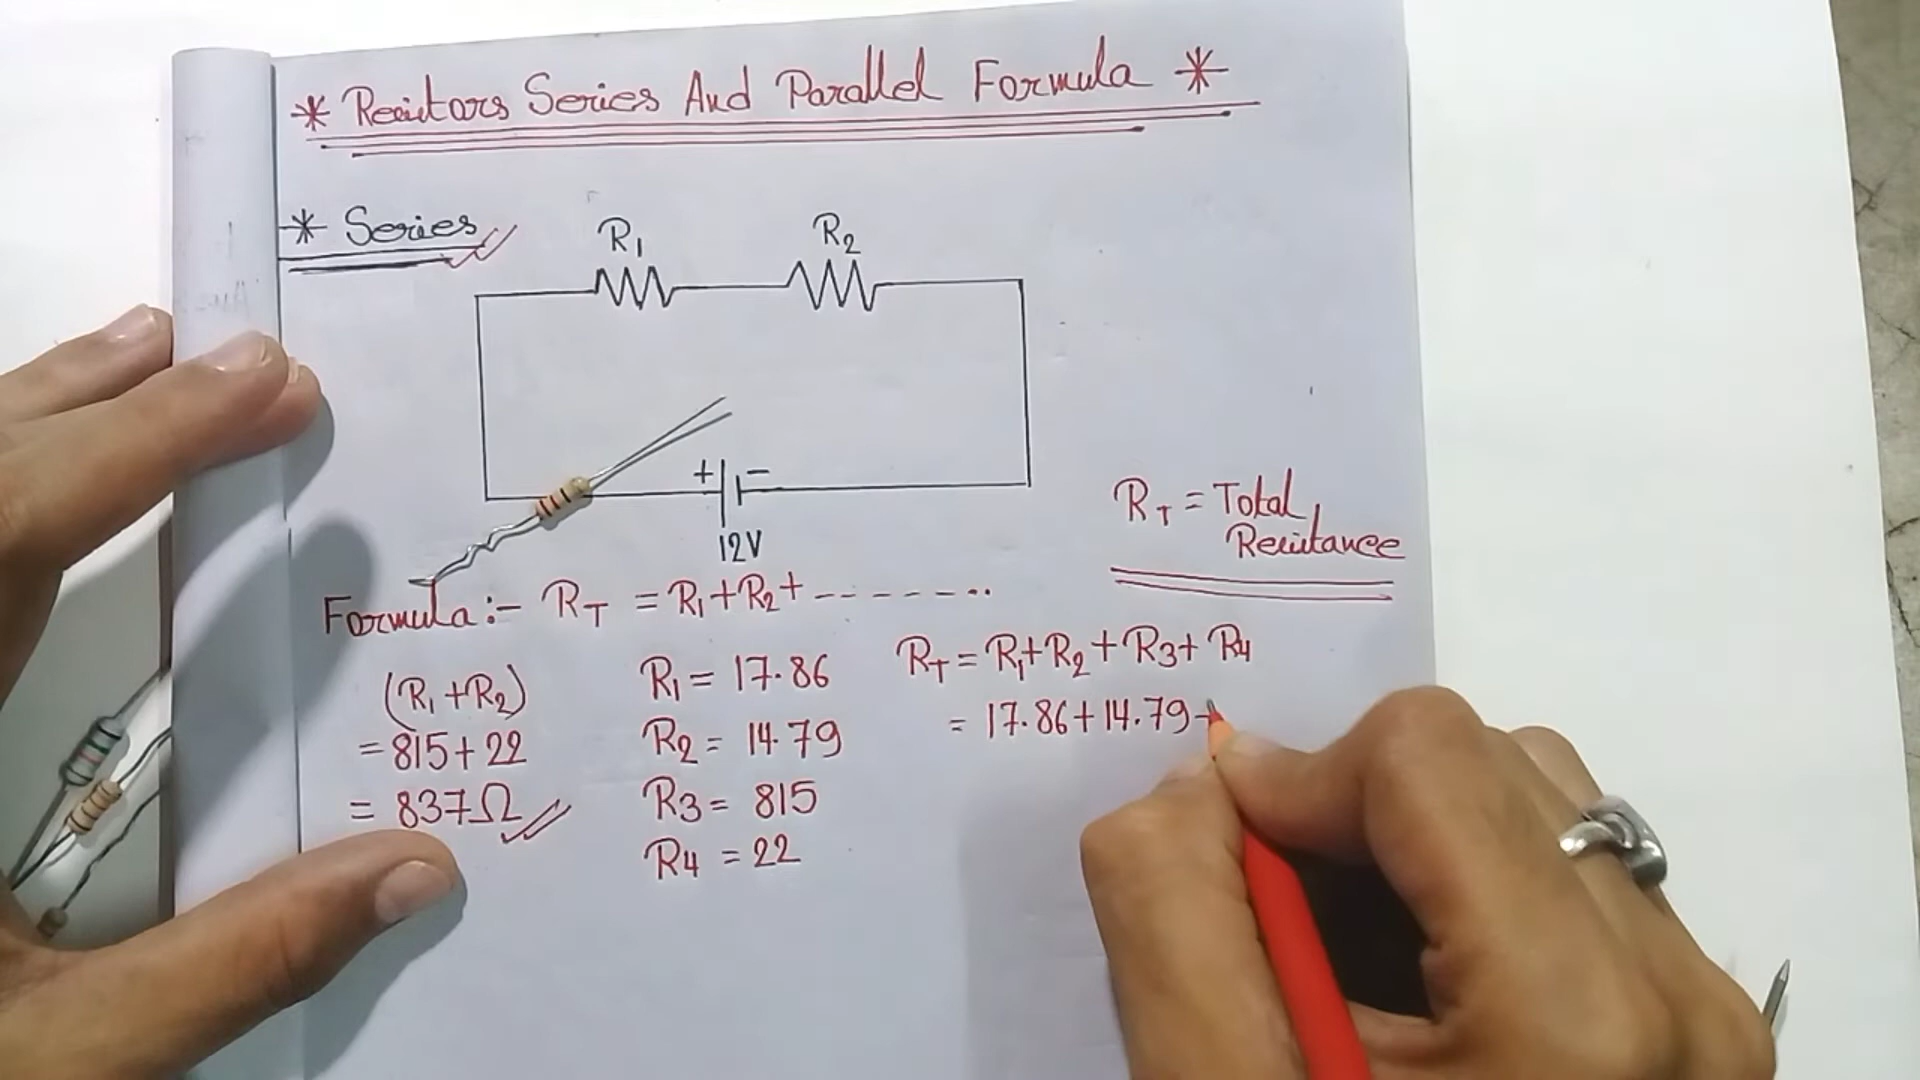 * Resistors Series And Parallel Formula *
* Series
R1
R2
+ −
12V
RT = Total
Resistance
Formula:- RT = R1+R2+-------..
(R1+R2)
=815+22
= 837Ω
R1 = 17.86
R2 = 14.79
R3 = 815
R4 = 22
RT = R1+R2+R3+R4
= 17.86+14.79+